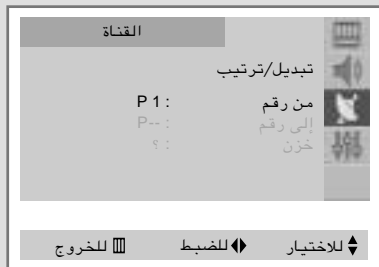 القناة
تبديل/ترتيب
من رقم : P 1
إلى رقم : --P
خزن : ؟
للاختيار للضبط للخروج